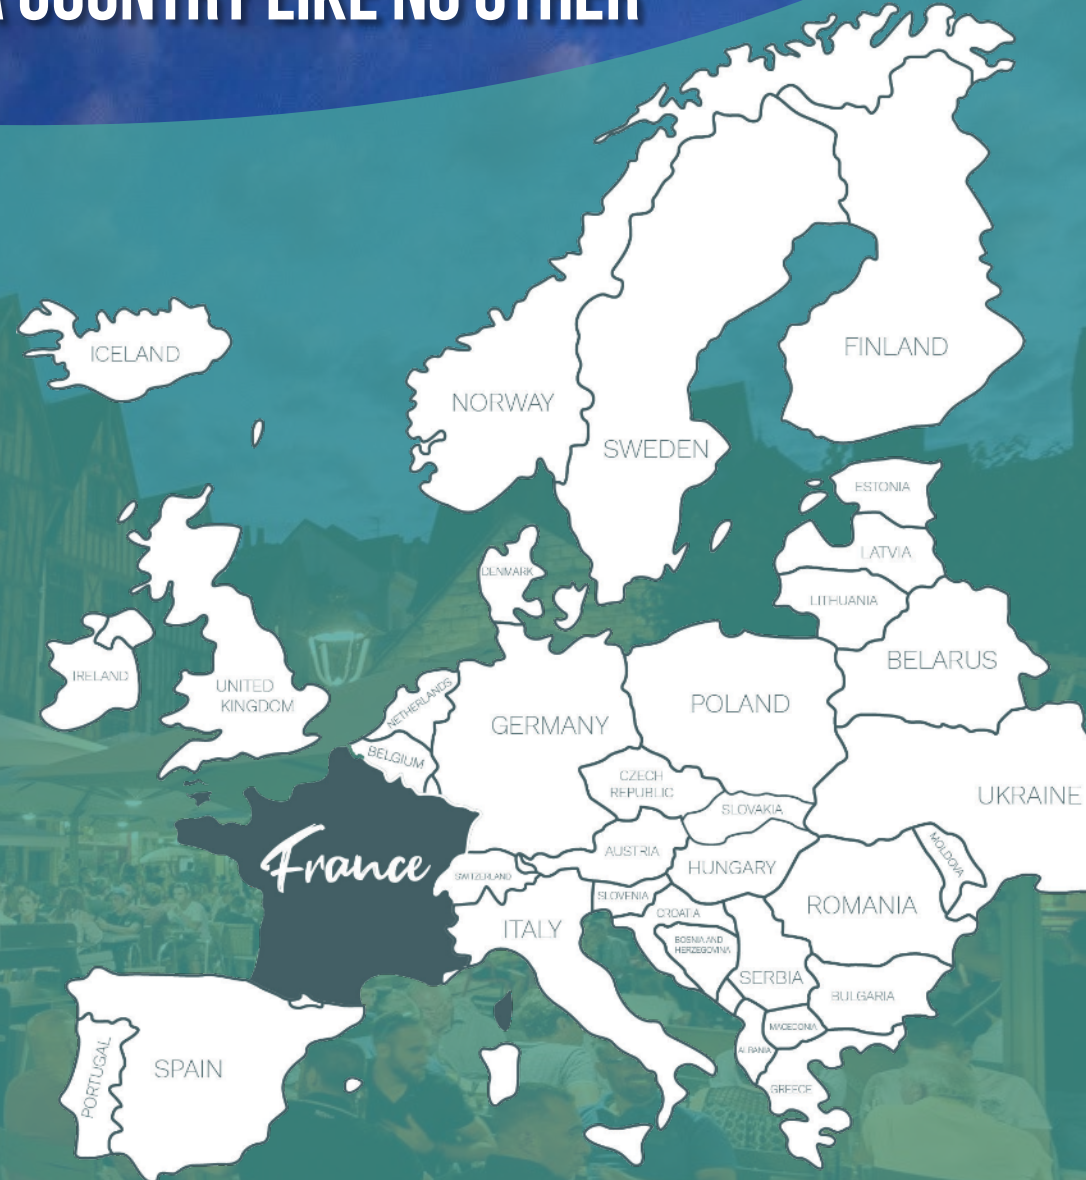 A COUNTRY LIKE NO OTHER
ICELAND
FINLAND
NORWAY
SWEDEN
ESTONIA
LATVIA
DENMARK
LITHUANIA
BELARUS
IRELAND
UNITED
KINGDOM
NETHERLANDS
POLAND
GERMANY
BELGIUM
CZECH
REPUBLIC
UKRAINE
SLOVAKIA
France
AUSTRIA
MOLDOVA
HUNGARY
SWITZERLAND
SLOVENIA
ROMANIA
CROATIA
ITALY
BOSNIA AND
HERZEGOVINA
SERBIA
BULGARIA
MACEDONIA
ALBANIA
SPAIN
PORTUGAL
GREECE